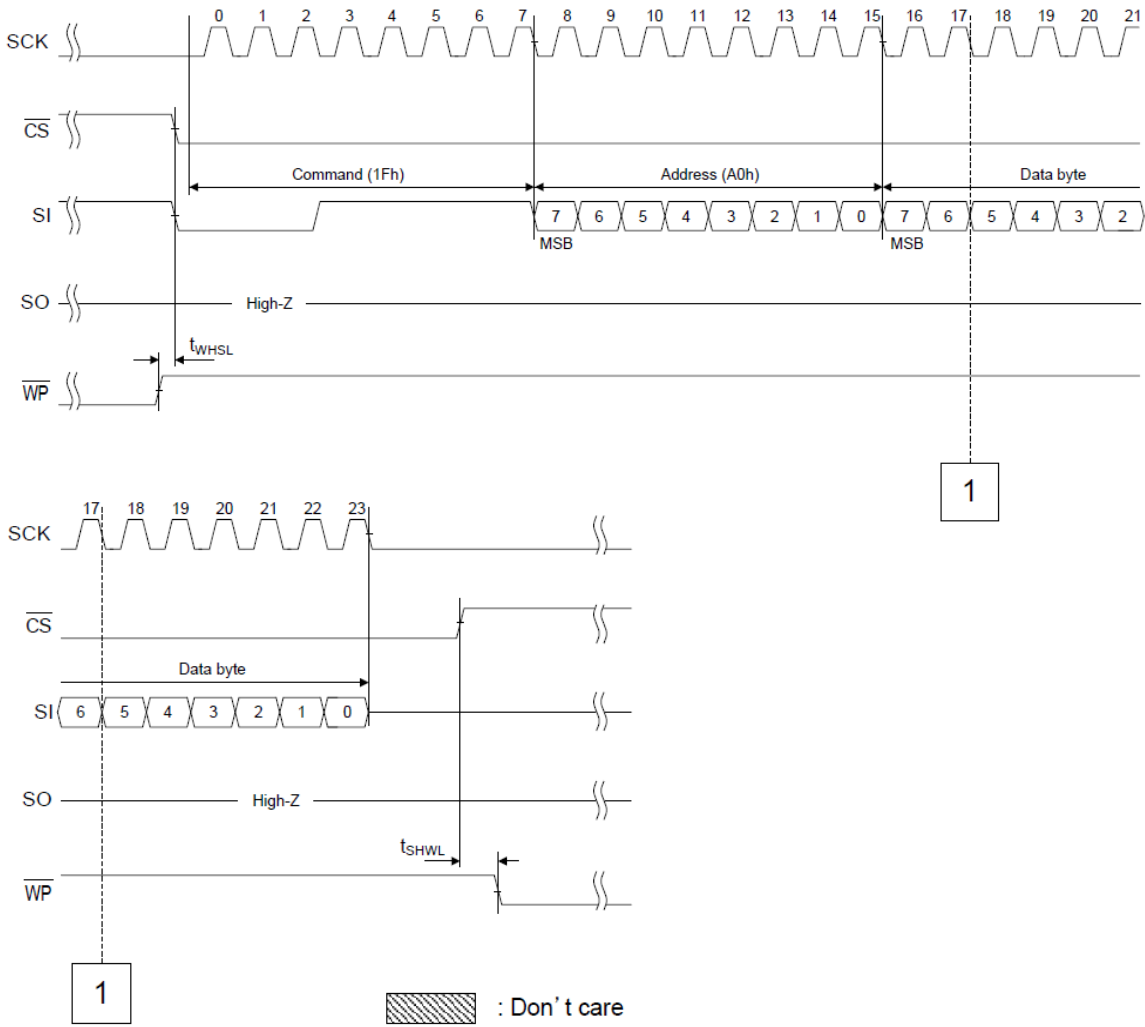 0 1 2 3 4 5 6 7 8 9 10 11 12 13 14 15 16 17 18 19 20 21
SCK
CS
Command (1Fh) Address (A0h) Data byte
SI 7 6 5 4 3 2 1 0 7 6 5 4 3 2
MSB MSB
SO High-Z
tWHSL
WP
1
17 18 19 20 21 22 23
SCK
CS
Data byte
SI 6 5 4 3 2 1 0
SO High-Z
tSHWL
WP
1
: Don't care